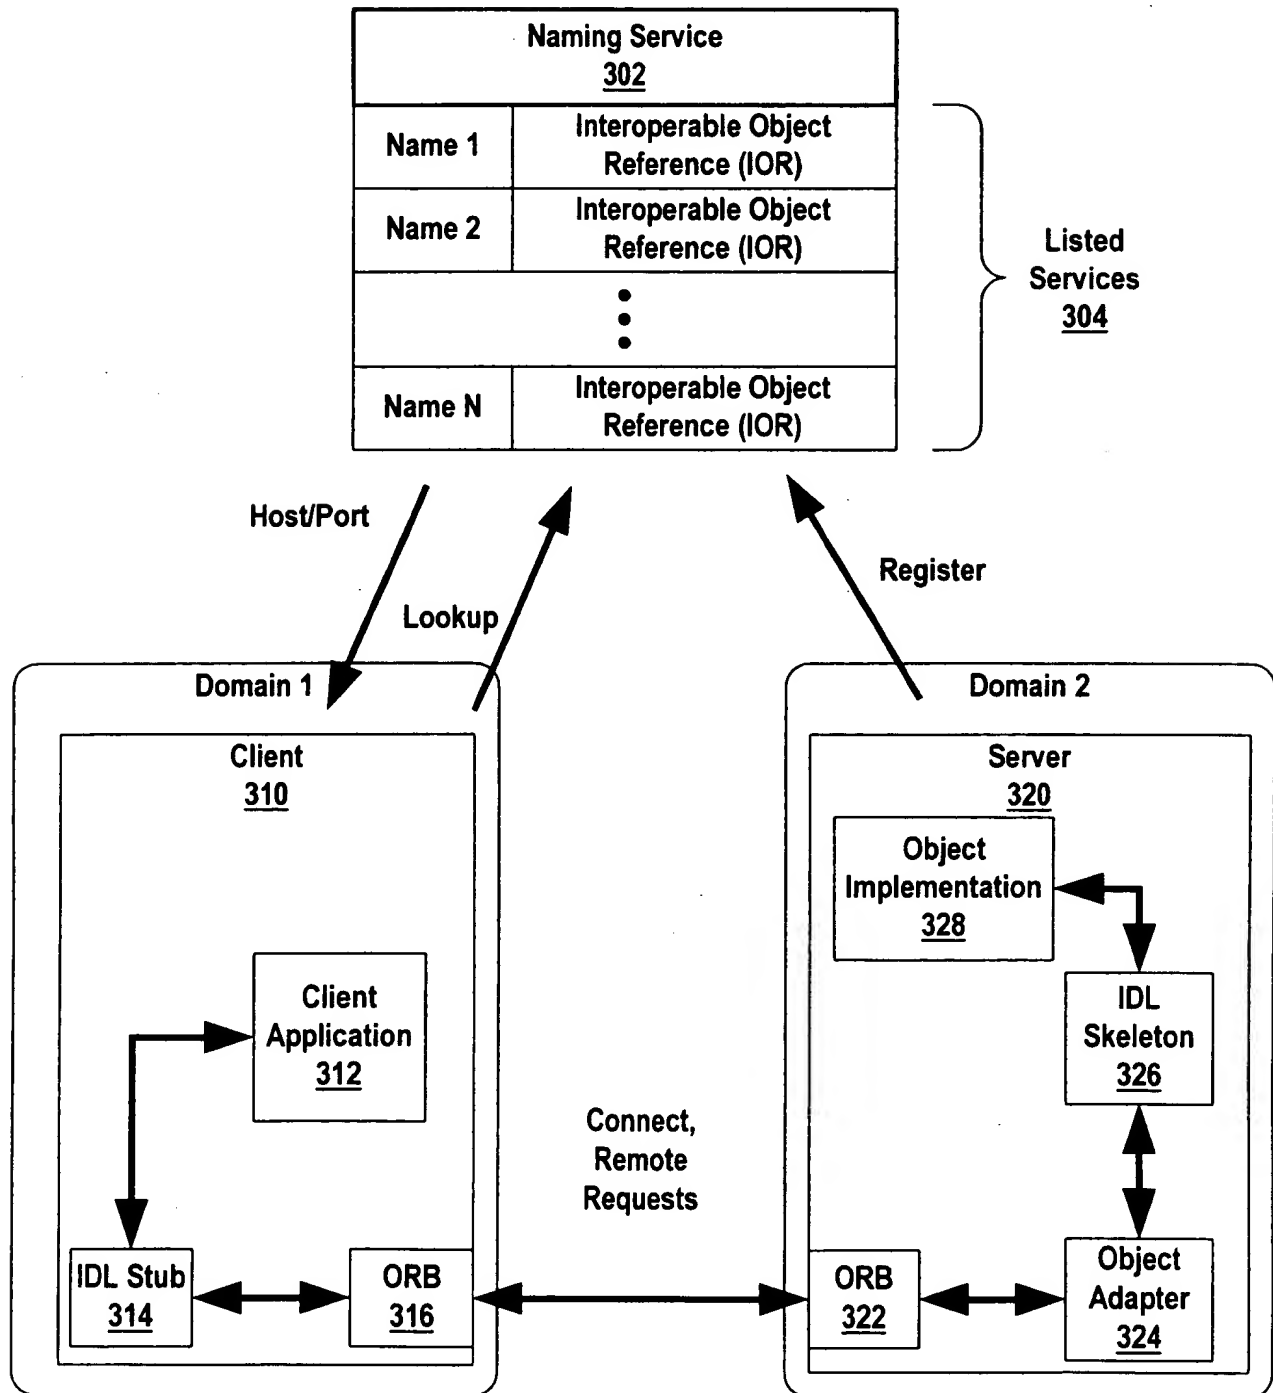 Naming Service
302
Name 1
Interoperable Object
Reference (IOR)
Name 2
Interoperable Object
Reference (IOR)
Name N
Interoperable Object
Reference (IOR)
Listed
Services
304
Host/Port
Lookup
Register
Domain 1
Client
310
Client
Application
312
IDL Stub
314
ORB
316
Connect,
Remote
Requests
Domain 2
Server
320
Object
Implementation
328
IDL
Skeleton
326
ORB
322
Object
Adapter
324